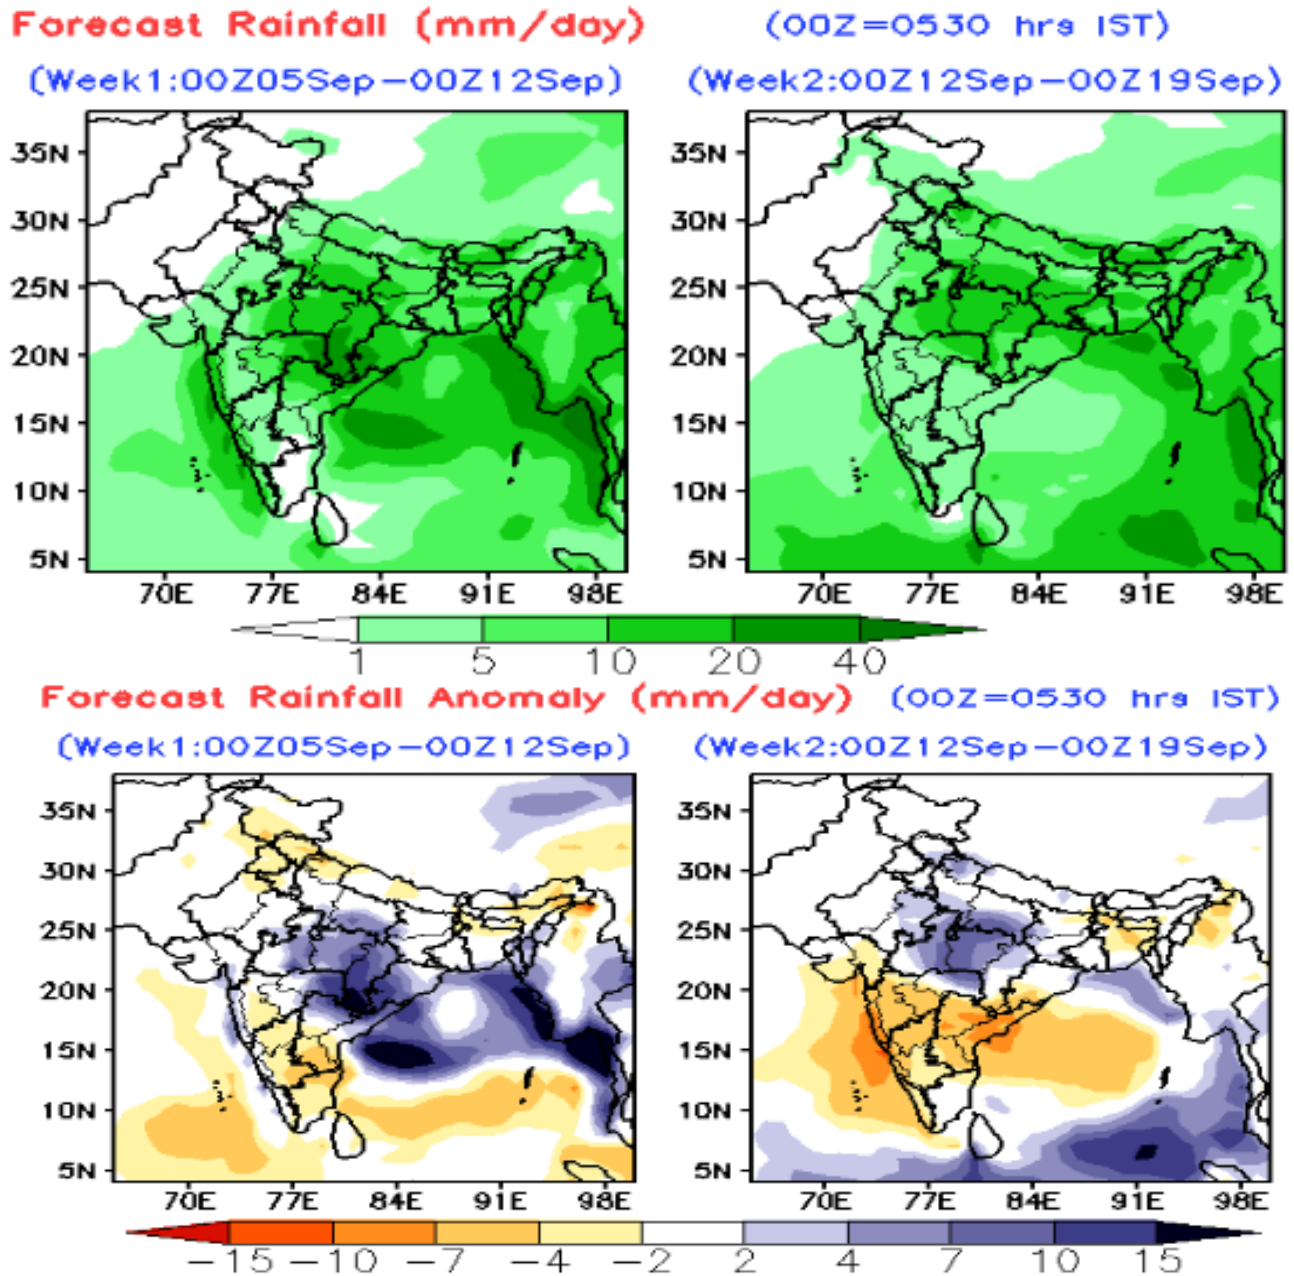 Forecast Rainfall (mm/day) (00Z=0530 hrs IST)
(Week1:00Z05Sep−00Z12Sep) (Week2:00Z12Sep−00Z19Sep)
35N 35N
30N 30N
25N 25N
20N 20N
15N 15N
10N 10N
5N 5N
70E 77E 84E 91E 98E 70E 77E 84E 91E 98E
1 5 10 20 40
Forecast Rainfall Anomaly (mm/day) (00Z=0530 hrs IST)
(Week1:00Z05Sep−00Z12Sep) (Week2:00Z12Sep−00Z19Sep)
35N 35N
30N 30N
25N 25N
20N 20N
15N 15N
10N 10N
5N 5N
70E 77E 84E 91E 98E 70E 77E 84E 91E 98E
−15 −10 −7 −4 −2 2 4 7 10 15